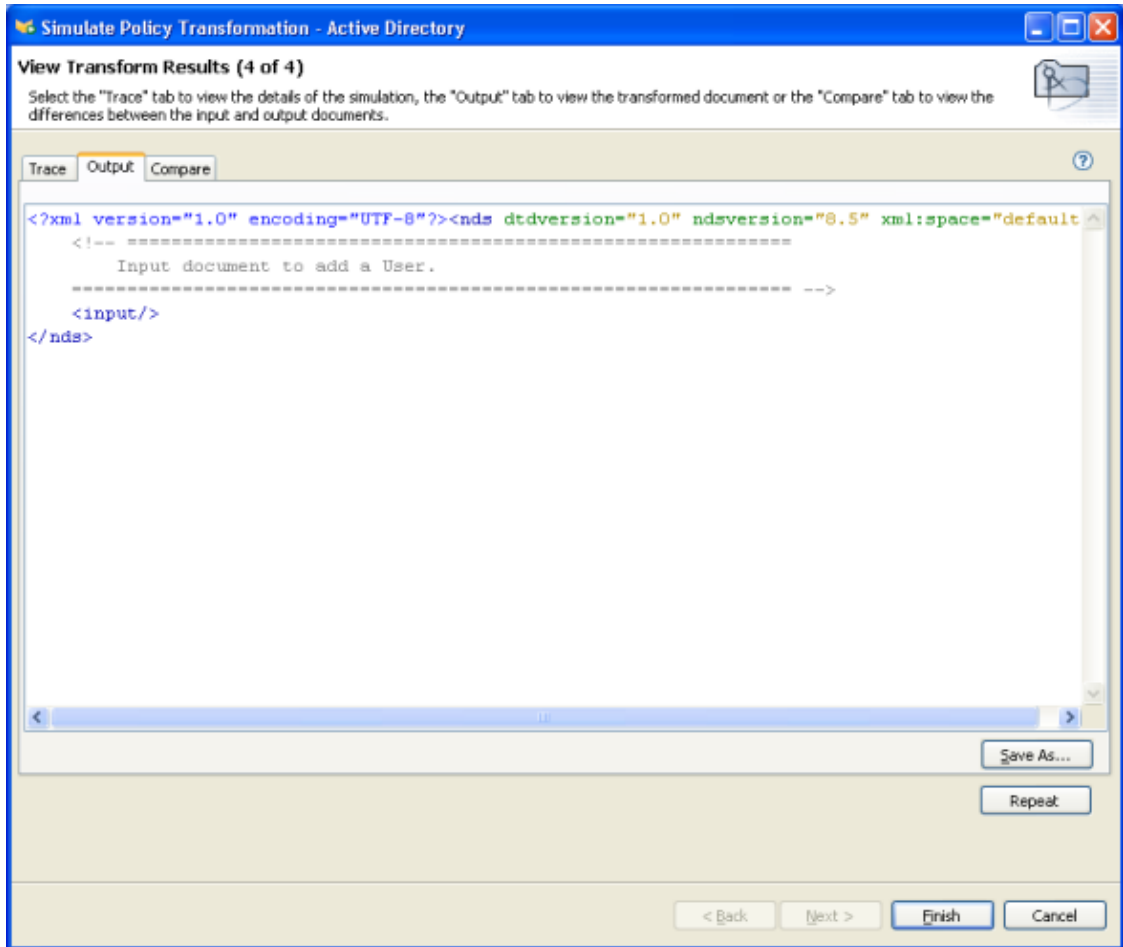 Simulate Policy Transformation - Active Directory
View Transform Results (4 of 4)
Select the "Trace" tab to view the details of the simulation, the "Output" tab to view the transformed document or the "Compare" tab to view the
differences between the input and output documents.
Trace Output Compare
<?xml version="1.0" encoding="UTF-8"?><nds dtdversion="1.0" ndsversion="8.5" xml:space="default
<!-- ============================================================
Input document to add a User.
================================================================= -->
<input/>
</nds>
Save As...
Repeat
< Back Next > Finish Cancel